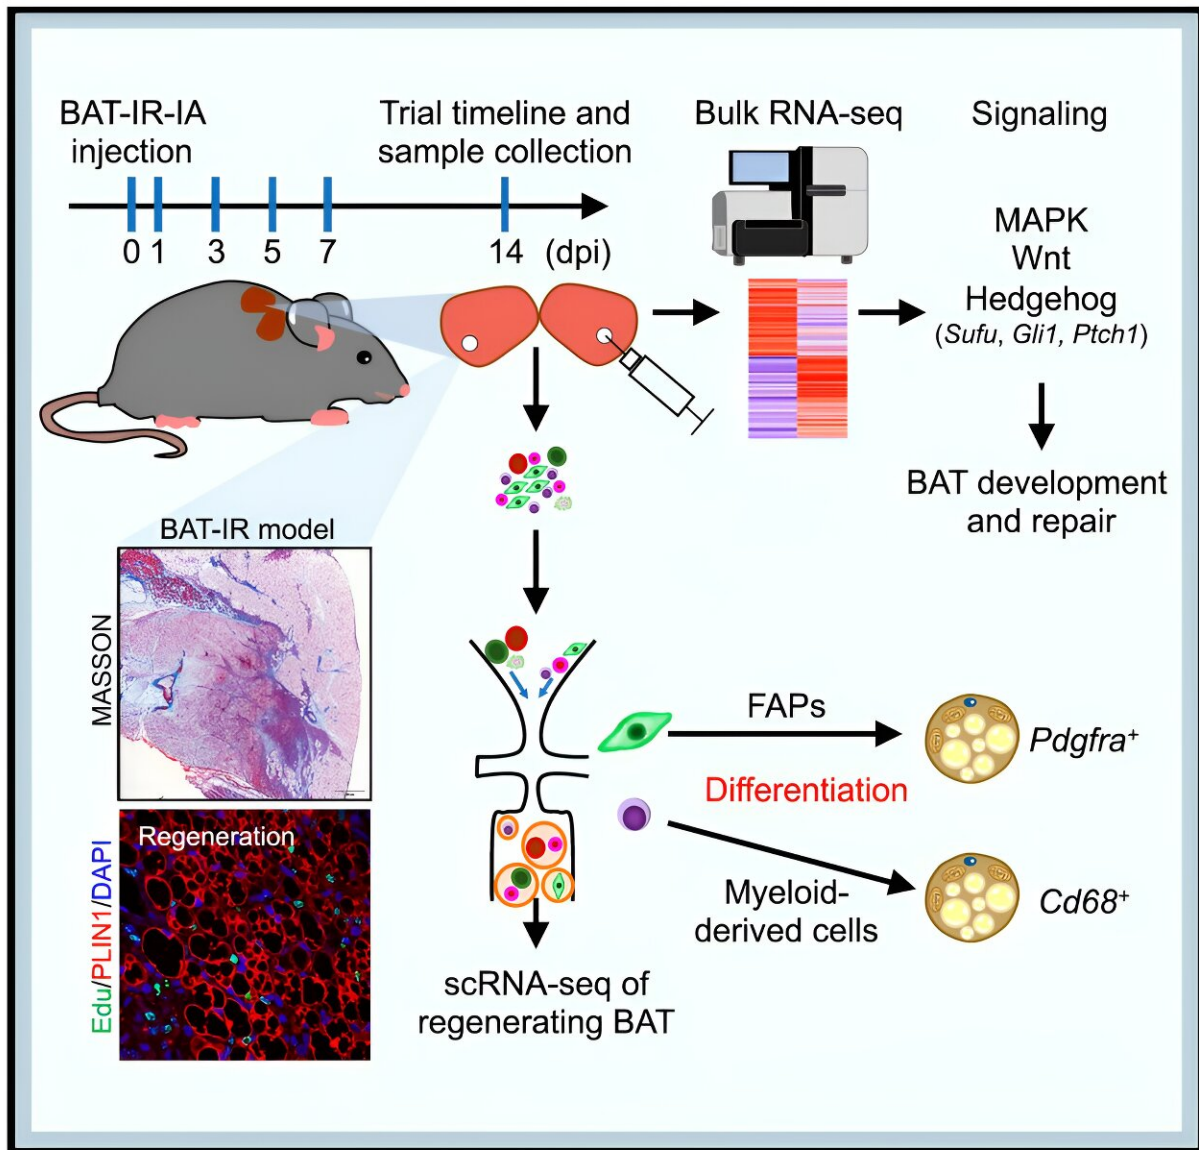 BAT-IR-IA
injection
Trial timeline and
sample collection
0 1 3 5 7 14 (dpi)
Bulk RNA-seq
Signaling
MAPK
Wnt
Hedgehog
(Sufu, Gli1, Ptch1)
BAT development
and repair
BAT-IR model
MASSON
Regeneration
Edu/PLIN1/DAPI
FAPs
Pdgfra⁺
Differentiation
Myeloid-
derived cells
Cd68⁺
scRNA-seq of
regenerating BAT